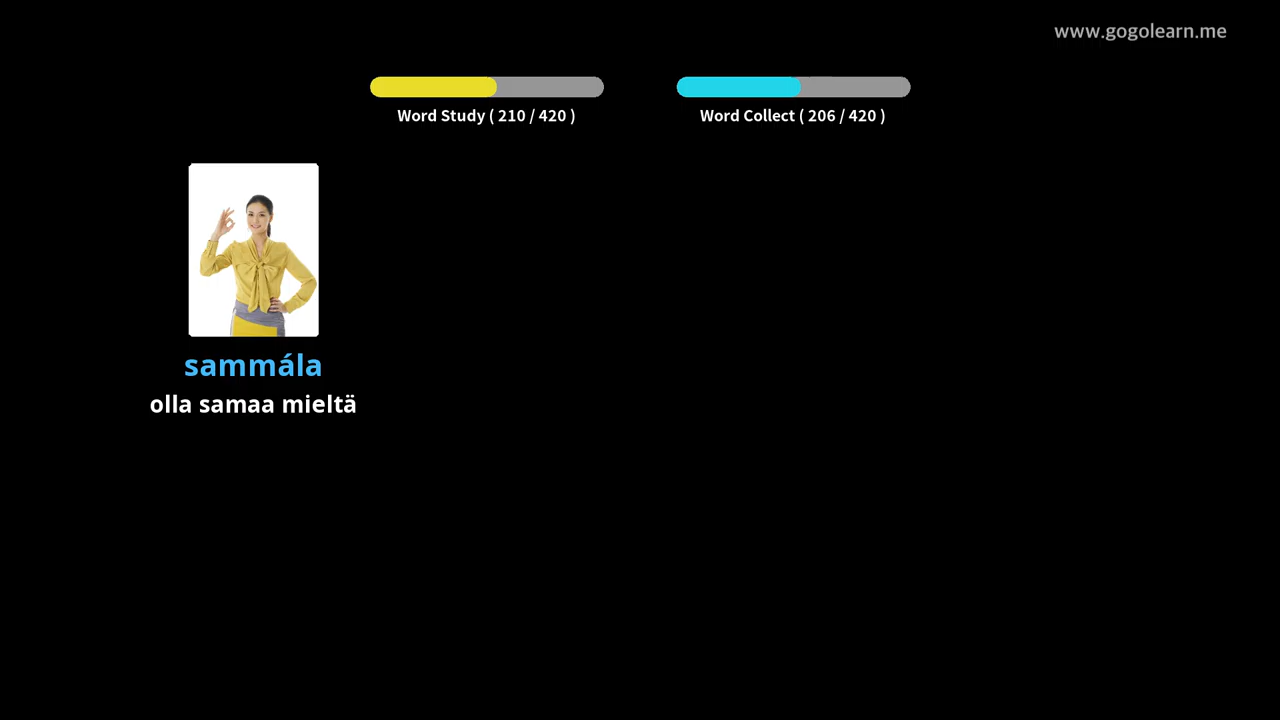 www.gogolearn.me
Word Study ( 210 / 420 )
Word Collect ( 206 / 420 )
sammála
olla samaa mieltä